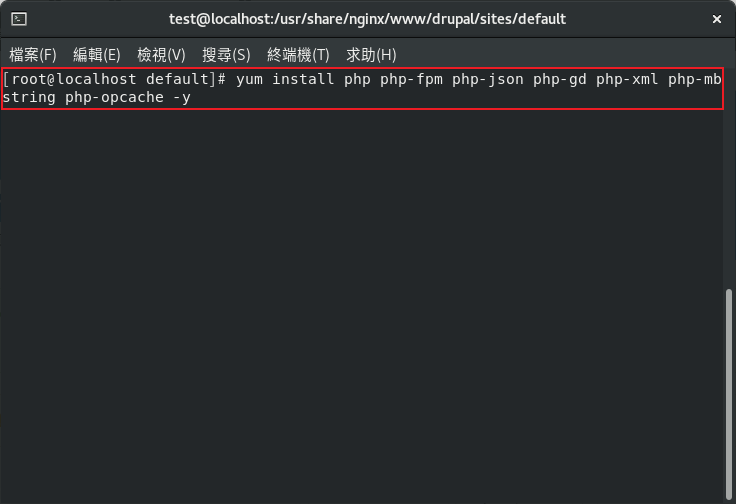 test@localhost:/usr/share/nginx/www/drupal/sites/default
檔案(F) 編輯(E) 檢視(V) 搜尋(S) 終端機(T) 求助(H)
[root@localhost default]# yum install php php-fpm php-json php-gd php-xml php-mb
string php-opcache -y